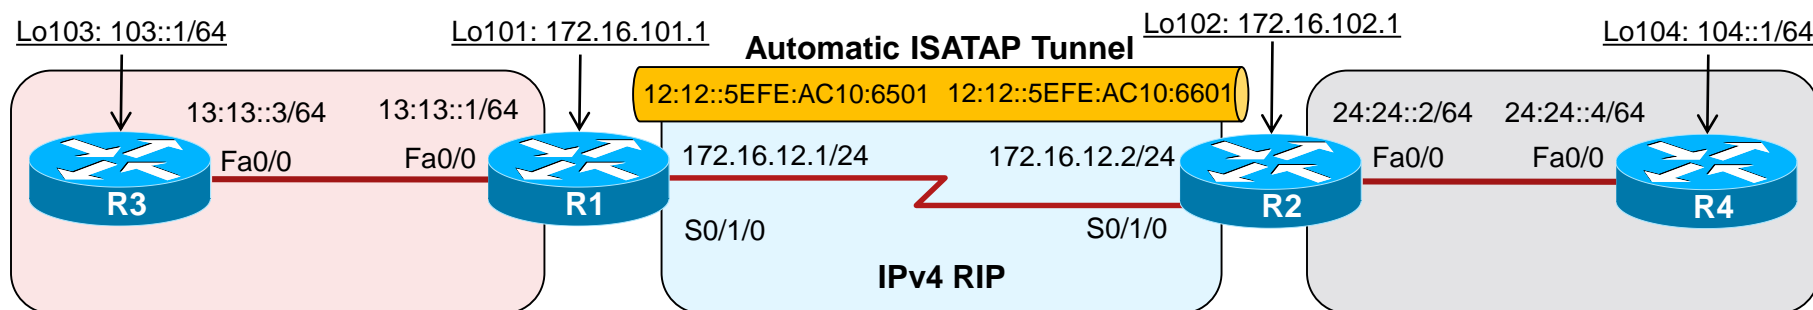 Lo103: 103::1/64
Lo101: 172.16.101.1
Automatic ISATAP Tunnel
Lo102: 172.16.102.1
Lo104: 104::1/64
12:12::5EFE:AC10:6501
12:12::5EFE:AC10:6601
13:13::3/64
13:13::1/64
24:24::2/64
24:24::4/64
Fa0/0
Fa0/0
172.16.12.1/24
172.16.12.2/24
Fa0/0
Fa0/0
R3
R1
R2
R4
S0/1/0
S0/1/0
IPv4 RIP